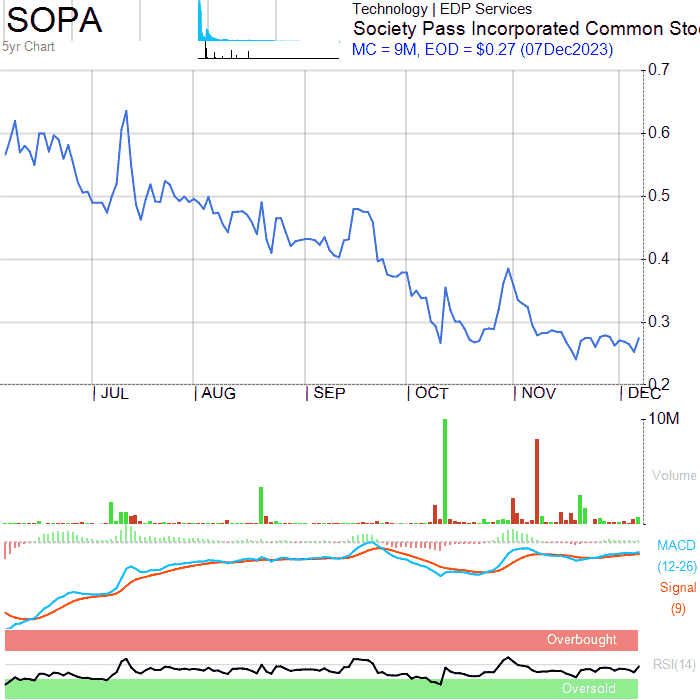 SOPA
5yr Chart
Technology | EDP Services
Society Pass Incorporated Common Sto
MC = 9M, EOD = $0.27 (07Dec2023)
0.7
0.6
0.5
0.4
0.3
0.2
JUL AUG SEP OCT NOV DEC
10M
Volume
MACD
(12-26)
Signal
(9)
Overbought
RSI(14)
Oversold